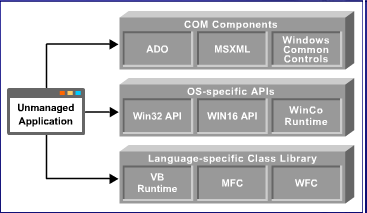 COM Components
ADO
MSXML
Windows
Common
Controls
Unmanaged
Application
OS-specific APIs
Win32 API
WIN16 API
WinCo
Runtime
Language-specific Class Library
VB
Runtime
MFC
WFC